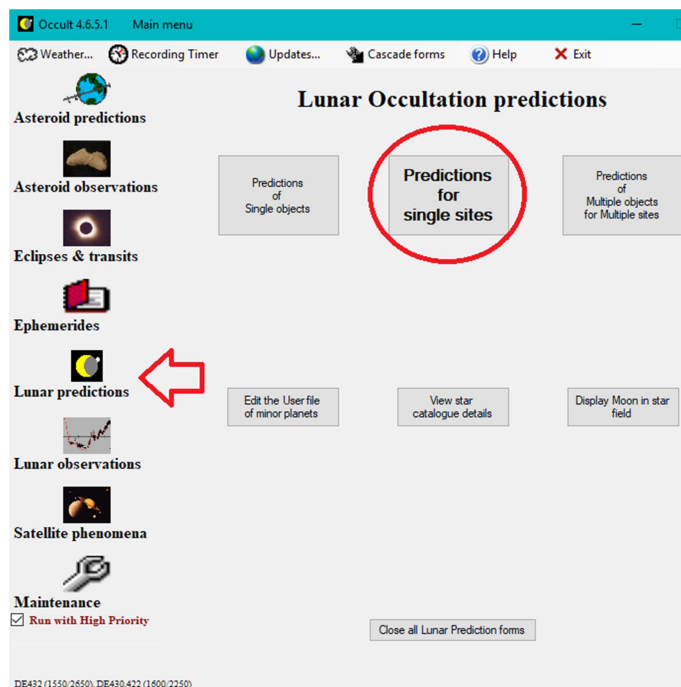 Occult 4.6.5.1 Main menu
Weather... Recording Timer Updates... Cascade forms Help Exit
Asteroid predictions
Asteroid observations
Eclipses & transits
Ephemerides
Lunar predictions
Lunar observations
Satellite phenomena
Maintenance
Run with High Priority
DE432 (1550/2650), DE430.422 (1600/2250)
Lunar Occultation predictions
Predictions
of
Single objects
Predictions
for
single sites
Predictions
of
Multiple objects
for Multiple sites
Edit the User file
of minor planets
View star
catalogue details
Display Moon in star
field
Close all Lunar Prediction forms